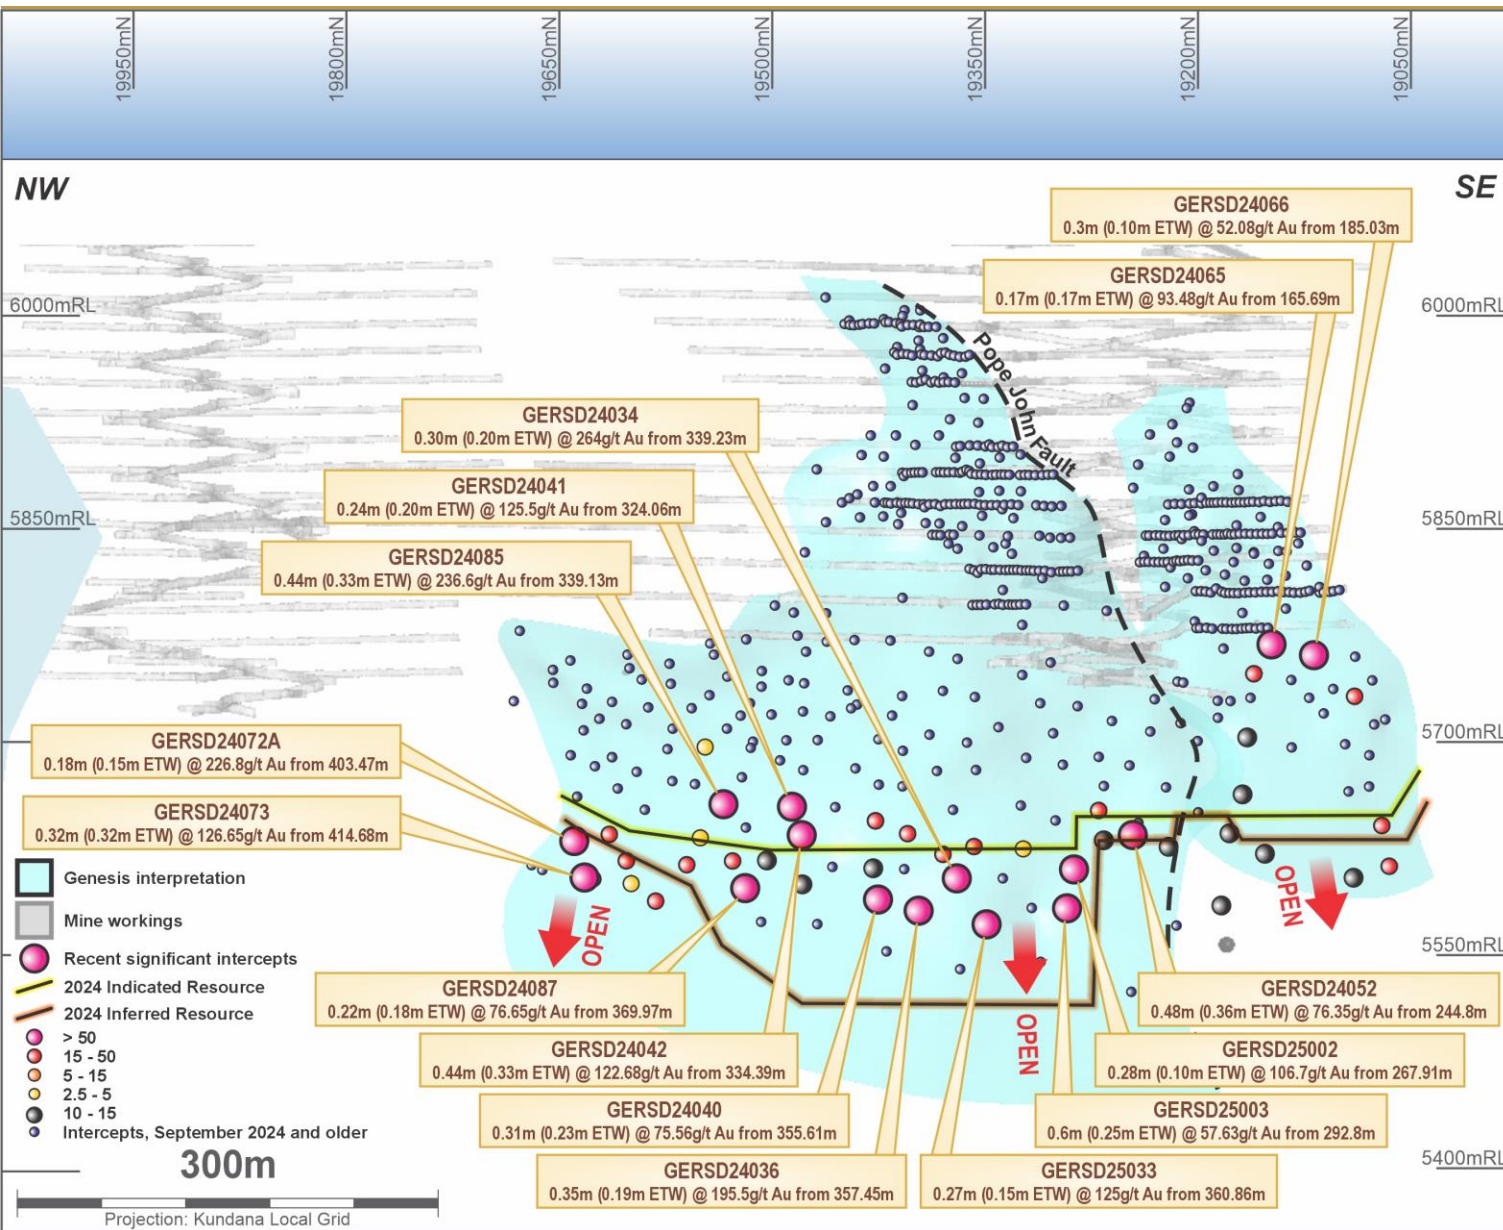 19950mN
19800mN
19650mN
19500mN
19350mN
19200mN
19050mN
NW
SE
GERSD24066
0.3m (0.10m ETW) @ 52.08g/t Au from 185.03m
GERSD24065
0.17m (0.17m ETW) @ 93.48g/t Au from 165.69m
6000mRL
6000mRL
Pope John Fault
GERSD24034
0.30m (0.20m ETW) @ 264g/t Au from 339.23m
GERSD24041
0.24m (0.20m ETW) @ 125.5g/t Au from 324.06m
5850mRL
5850mRL
GERSD24085
0.44m (0.33m ETW) @ 236.6g/t Au from 339.13m
GERSD24072A
0.18m (0.15m ETW) @ 226.8g/t Au from 403.47m
5700mRL
GERSD24073
0.32m (0.32m ETW) @ 126.65g/t Au from 414.68m
Genesis interpretation
Mine workings
Recent significant intercepts
2024 Indicated Resource
2024 Inferred Resource
> 50
15 - 50
5 - 15
2.5 - 5
10 - 15
Intercepts, September 2024 and older
OPEN
OPEN
OPEN
5550mRL
GERSD24087
0.22m (0.18m ETW) @ 76.65g/t Au from 369.97m
GERSD24052
0.48m (0.36m ETW) @ 76.35g/t Au from 244.8m
GERSD24042
0.44m (0.33m ETW) @ 122.68g/t Au from 334.39m
GERSD25002
0.28m (0.10m ETW) @ 106.7g/t Au from 267.91m
GERSD24040
0.31m (0.23m ETW) @ 75.56g/t Au from 355.61m
GERSD25003
0.6m (0.25m ETW) @ 57.63g/t Au from 292.8m
GERSD24036
0.35m (0.19m ETW) @ 195.5g/t Au from 357.45m
GERSD25033
0.27m (0.15m ETW) @ 125g/t Au from 360.86m
5400mRL
300m
Projection: Kundana Local Grid